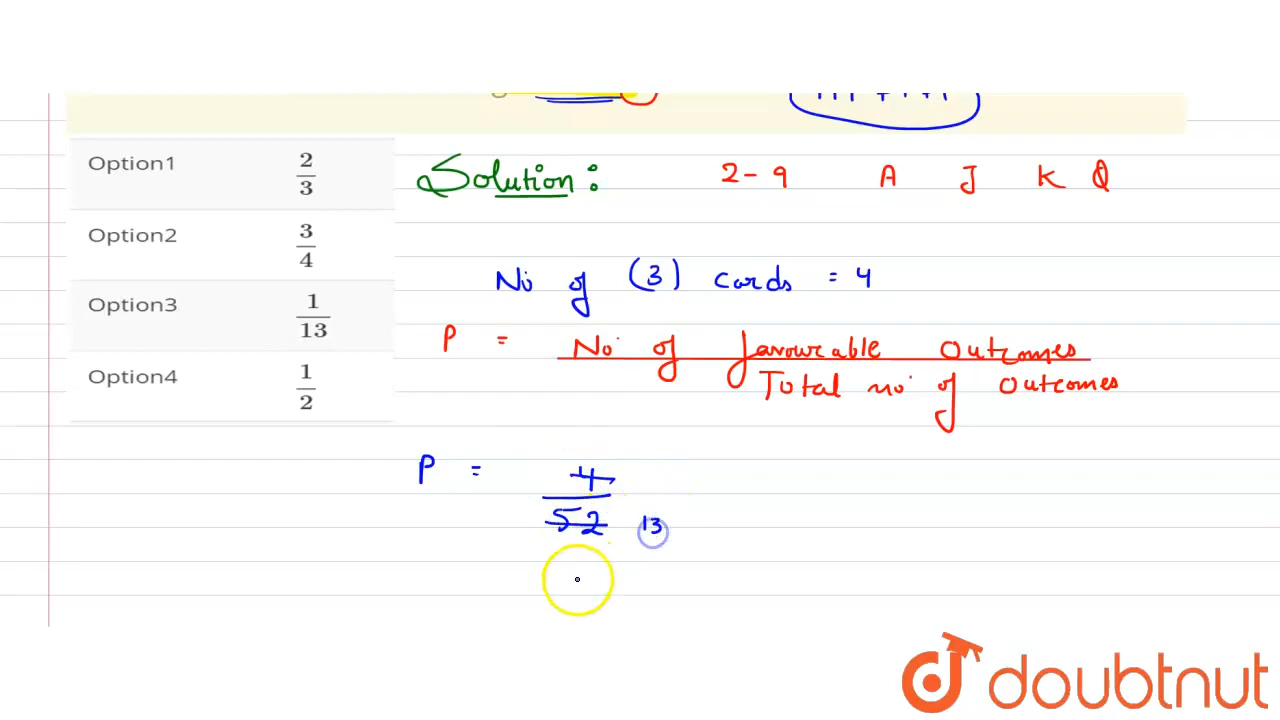 Solution: 2-9 A J K Q
Option1 2/3
No of (3) cards = 4
Option2 3/4
P = No. of favourable Outcomes
Total no. of Outcomes
Option3 1/13
Option4 1/2
P = 4
52 13
doubtnut